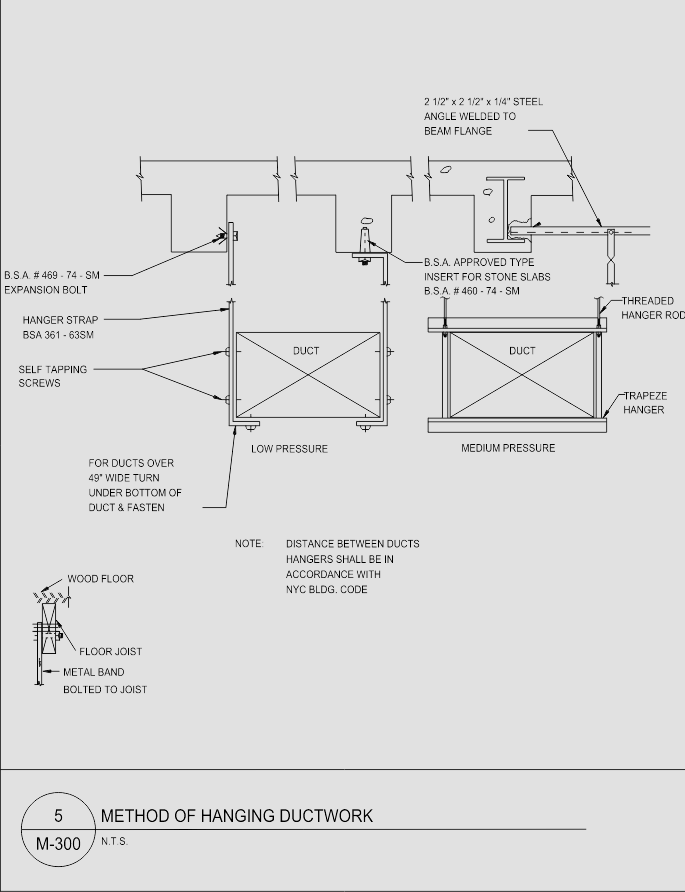 2 1/2" x 2 1/2" x 1/4" STEEL
ANGLE WELDED TO
BEAM FLANGE
B.S.A. # 469 - 74 - SM
EXPANSION BOLT
B.S.A. APPROVED TYPE
INSERT FOR STONE SLABS
B.S.A. # 460 - 74 - SM
HANGER STRAP
BSA 361 - 63SM
THREADED
HANGER ROD
SELF TAPPING
SCREWS
DUCT
DUCT
TRAPEZE
HANGER
LOW PRESSURE
MEDIUM PRESSURE
FOR DUCTS OVER
49" WIDE TURN
UNDER BOTTOM OF
DUCT & FASTEN
NOTE: DISTANCE BETWEEN DUCTS
HANGERS SHALL BE IN
ACCORDANCE WITH
NYC BLDG. CODE
WOOD FLOOR
FLOOR JOIST
METAL BAND
BOLTED TO JOIST
5
M-300
METHOD OF HANGING DUCTWORK
N.T.S.